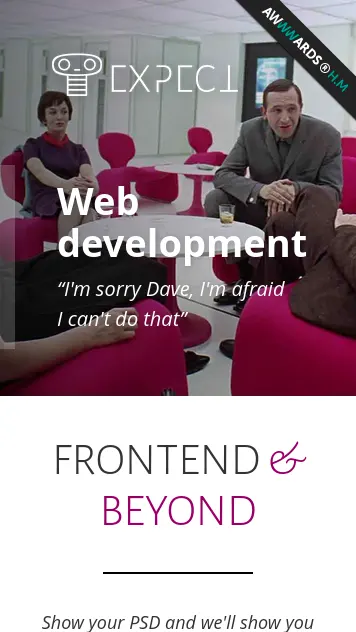 AWWWARDS® H.M
EXPECT
Web
development
“I'm sorry Dave, I'm afraid
I can't do that”
FRONTEND &
BEYOND
Show your PSD and we'll show you